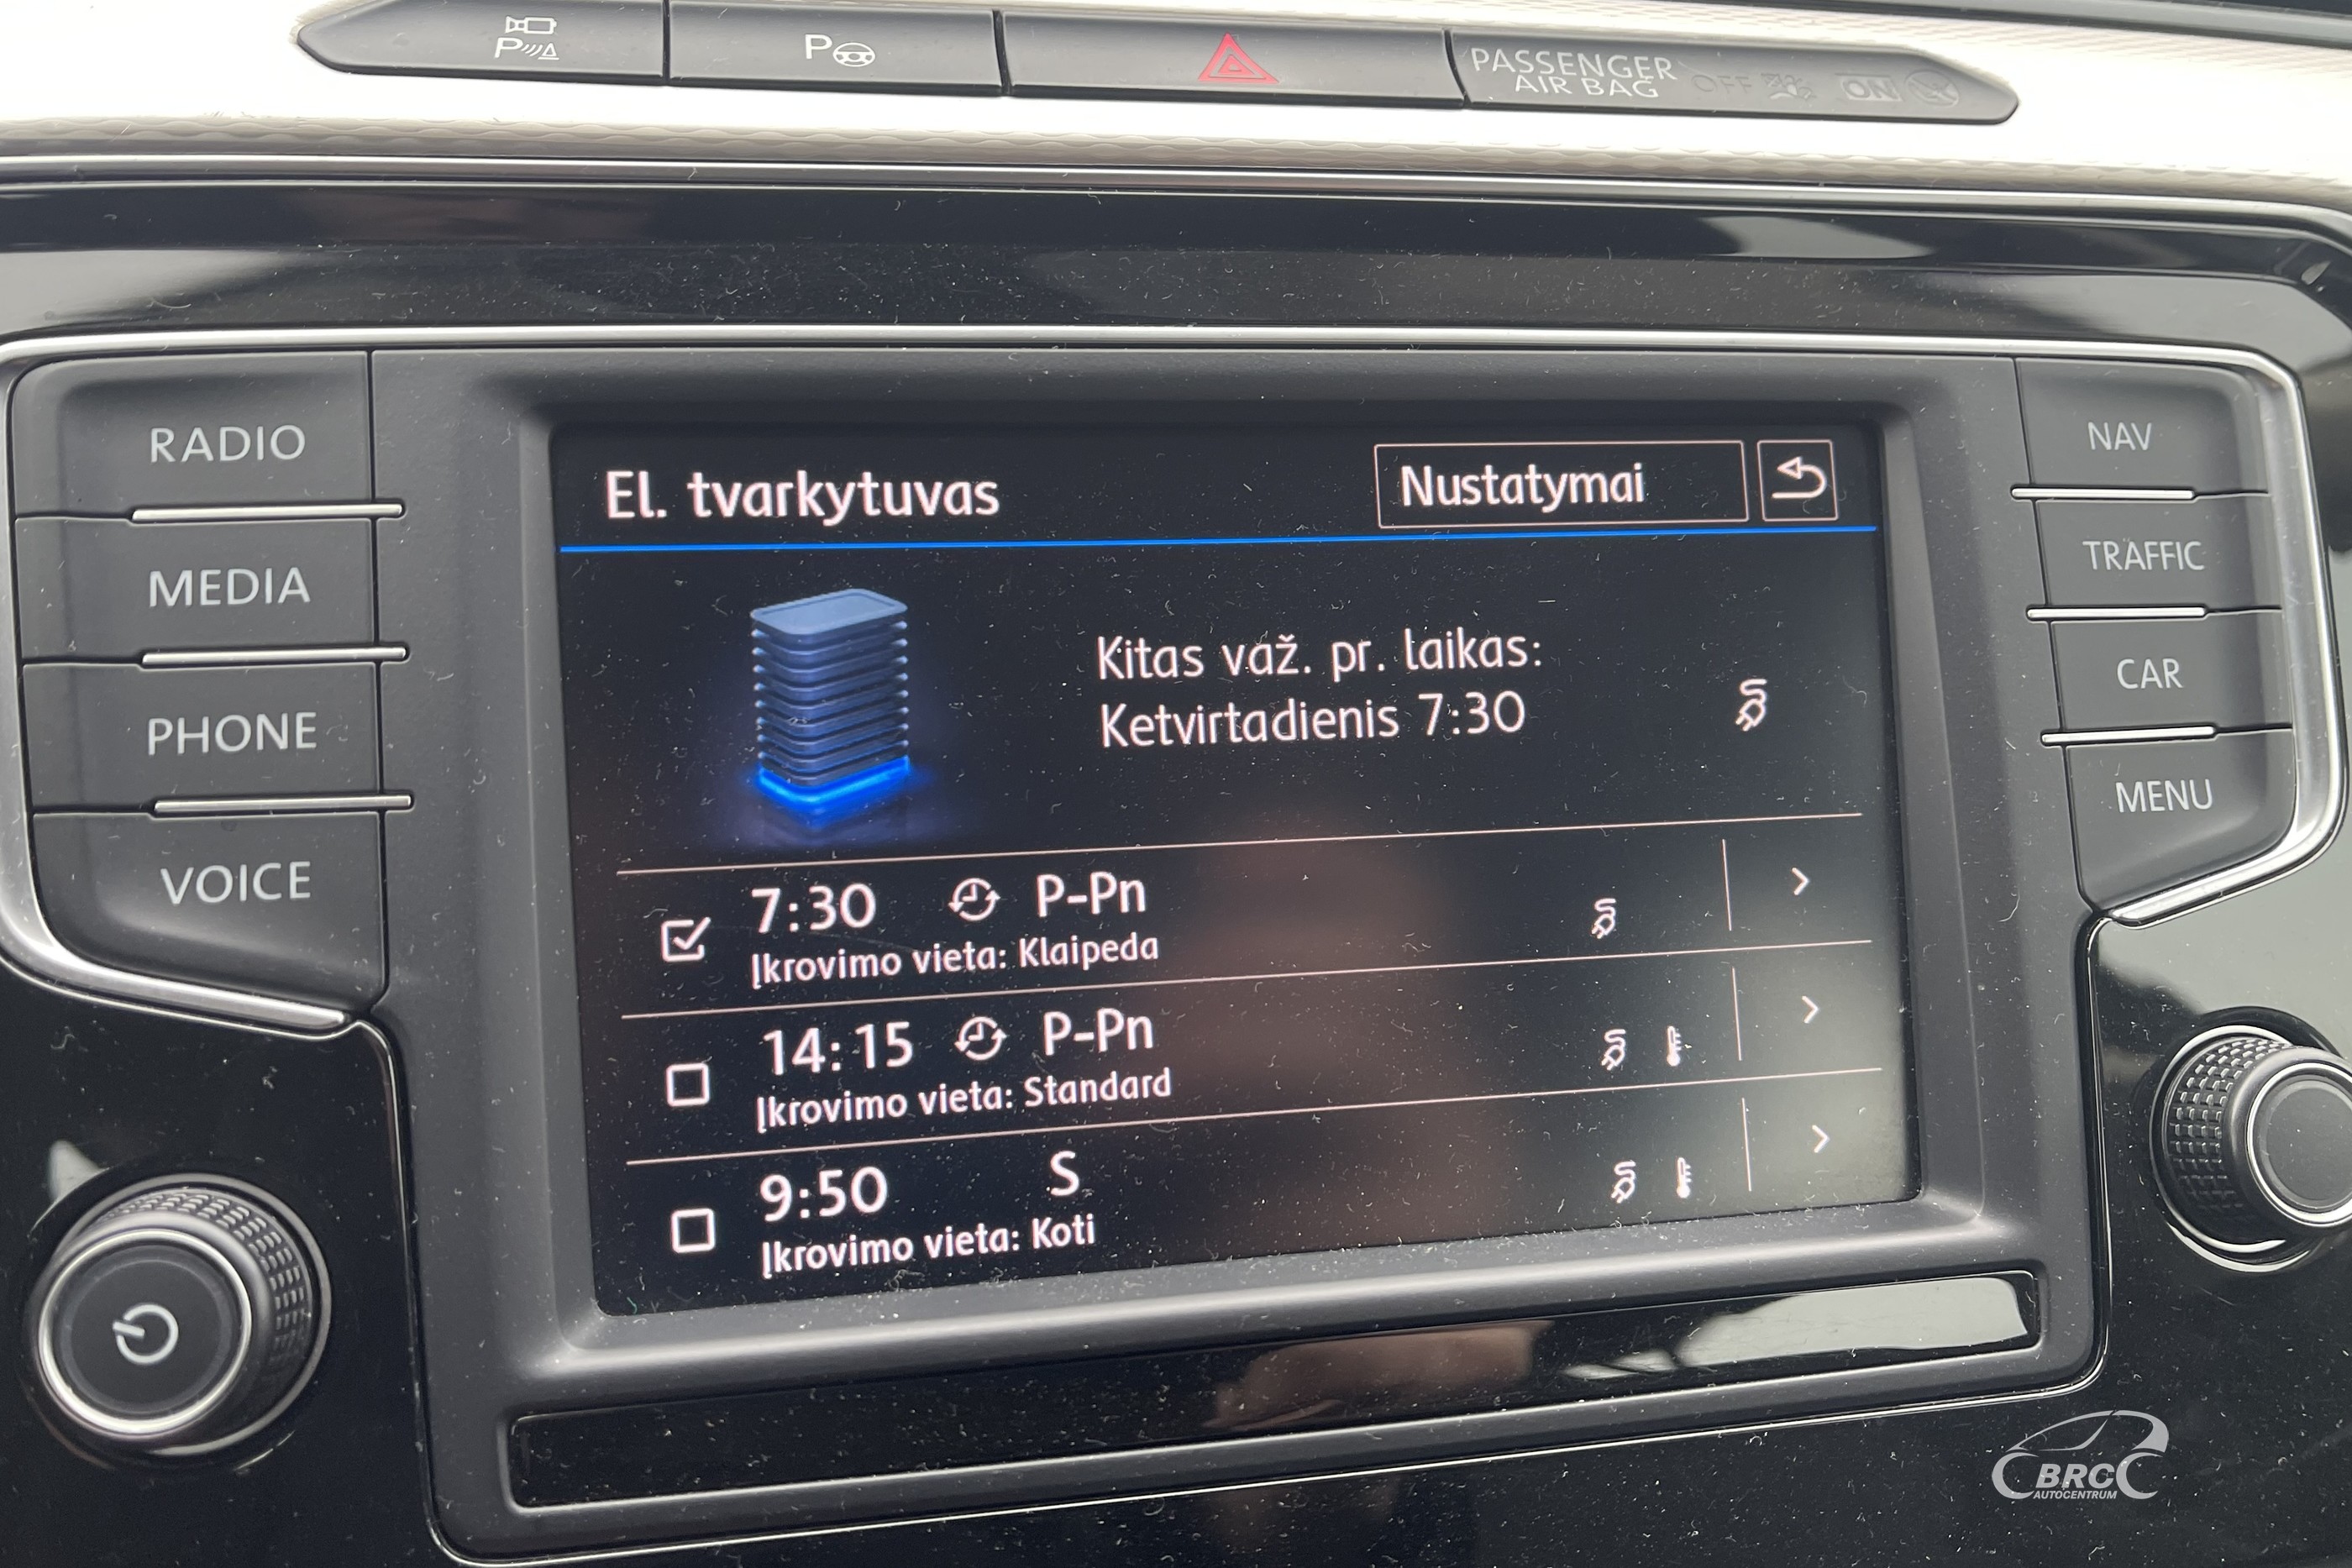 P
P
PASSENGER
AIR BAG OFF ON
RADIO
MEDIA
PHONE
VOICE
El. tvarkytuvas
Nustatymai
Kitas važ. pr. laikas:
Ketvirtadienis 7:30
7:30 P-Pn
Įkrovimo vieta: Klaipeda
14:15 P-Pn
Įkrovimo vieta: Standard
9:50 S
Įkrovimo vieta: Koti
NAV
TRAFFIC
CAR
MENU
BRC
AUTOCENTRUM